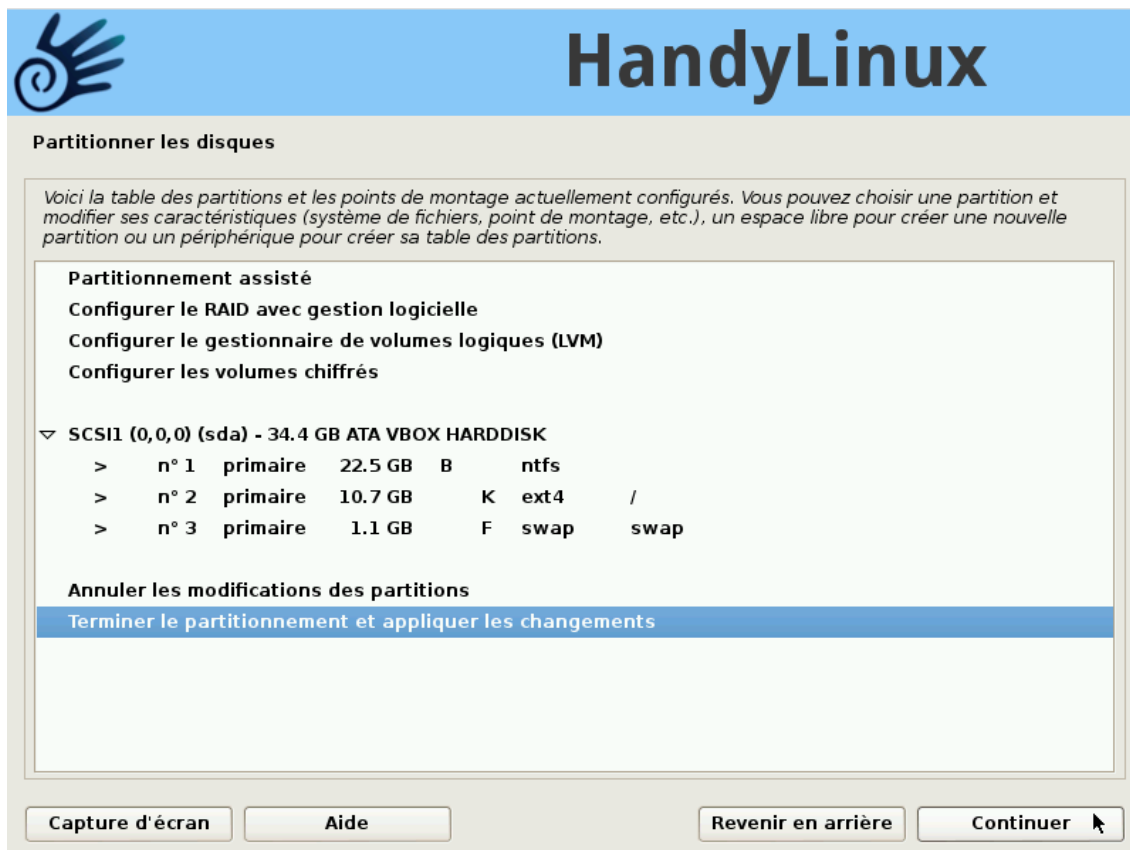 HandyLinux
Partitionner les disques
Voici la table des partitions et les points de montage actuellement configurés. Vous pouvez choisir une partition et
modifier ses caractéristiques (système de fichiers, point de montage, etc.), un espace libre pour créer une nouvelle
partition ou un périphérique pour créer sa table des partitions.
Partitionnement assisté
Configurer le RAID avec gestion logicielle
Configurer le gestionnaire de volumes logiques (LVM)
Configurer les volumes chiffrés
SCSI1 (0,0,0) (sda) - 34.4 GB ATA VBOX HARDDISK
> n° 1 primaire 22.5 GB B ntfs
> n° 2 primaire 10.7 GB K ext4 /
> n° 3 primaire 1.1 GB F swap swap
Annuler les modifications des partitions
Terminer le partitionnement et appliquer les changements
Capture d'écran Aide Revenir en arrière Continuer